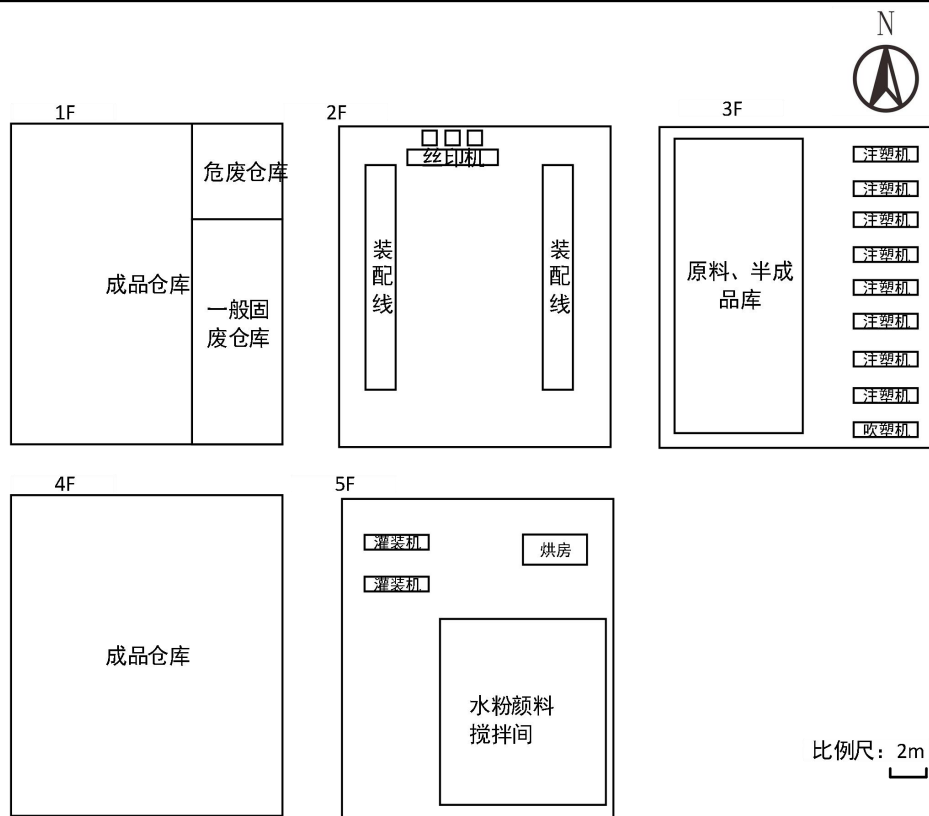 N
1F
2F
3F
危废仓库
成品仓库
一般固
废仓库
丝印机
装
配
线
装
配
线
原料、半成
品库
注塑机
注塑机
注塑机
注塑机
注塑机
注塑机
注塑机
注塑机
吹塑机
4F
5F
成品仓库
灌装机
灌装机
烘房
水粉颜料
搅拌间
比例尺：2m